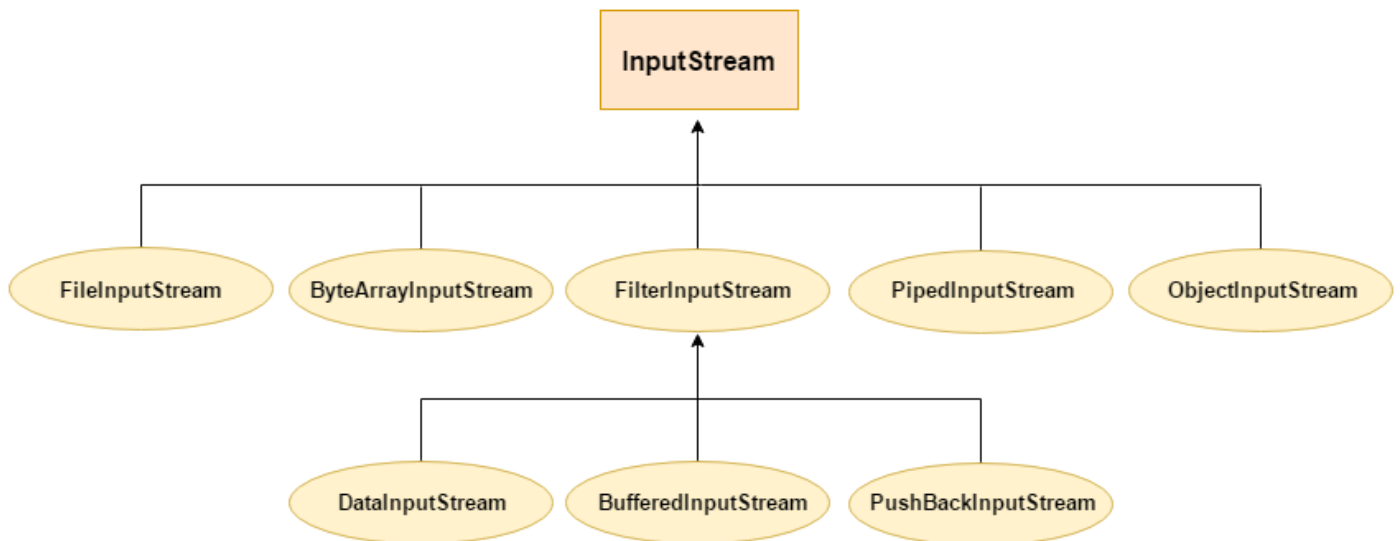 InputStream
FileInputStream
ByteArrayInputStream
FilterInputStream
PipedInputStream
ObjectInputStream
DataInputStream
BufferedInputStream
PushBackInputStream